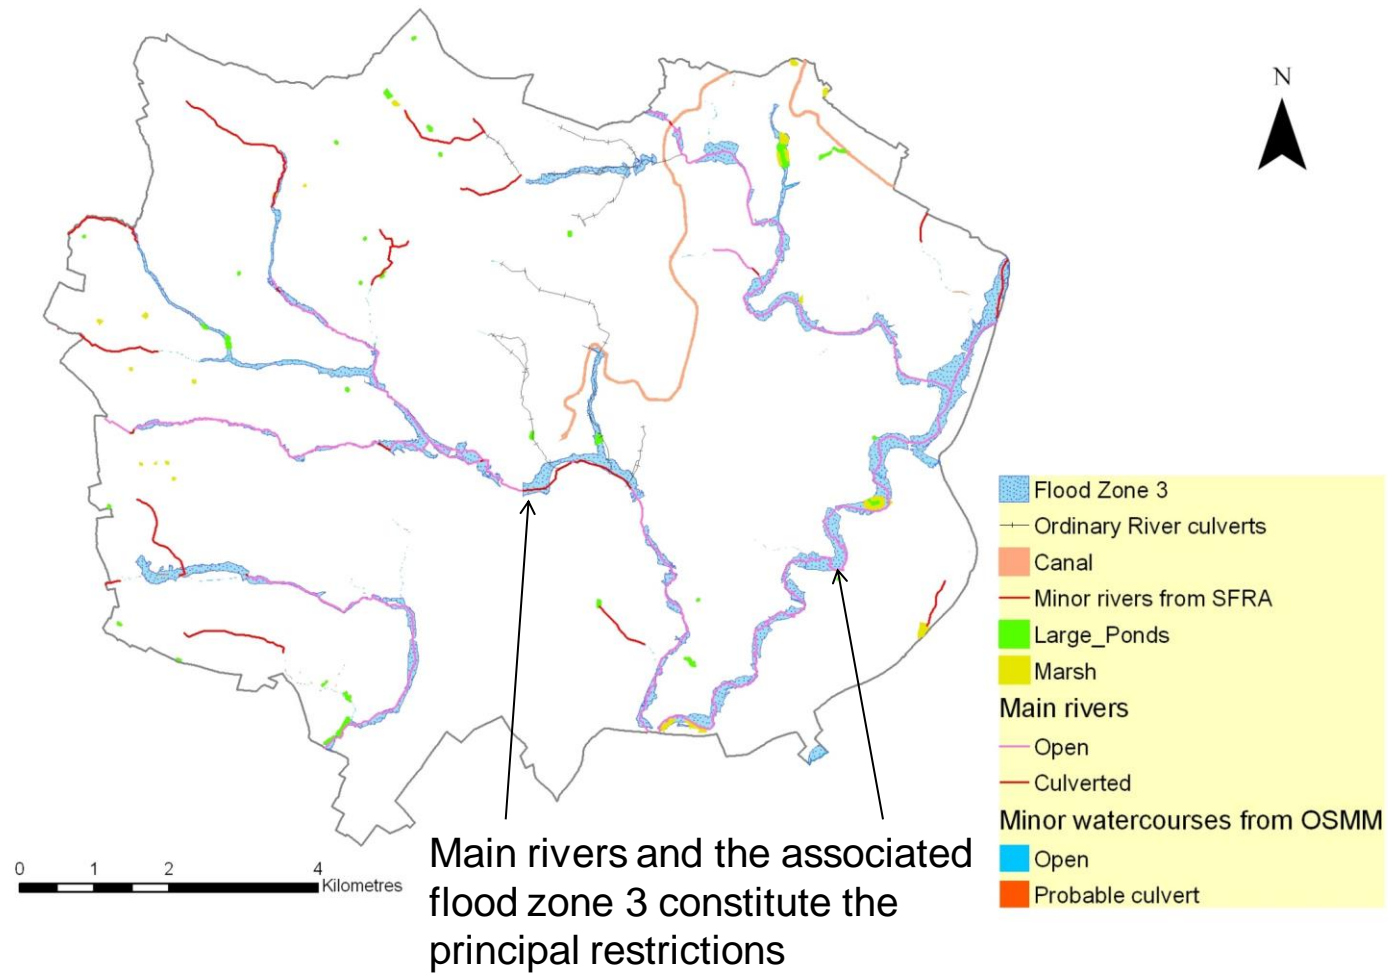 N
Flood Zone 3
Ordinary River culverts
Canal
Minor rivers from SFRA
Large_Ponds
Marsh
Main rivers
Open
Culverted
Minor watercourses from OSMM
Open
Probable culvert
0 1 2 4
Kilometres
Main rivers and the associated
flood zone 3 constitute the
principal restrictions